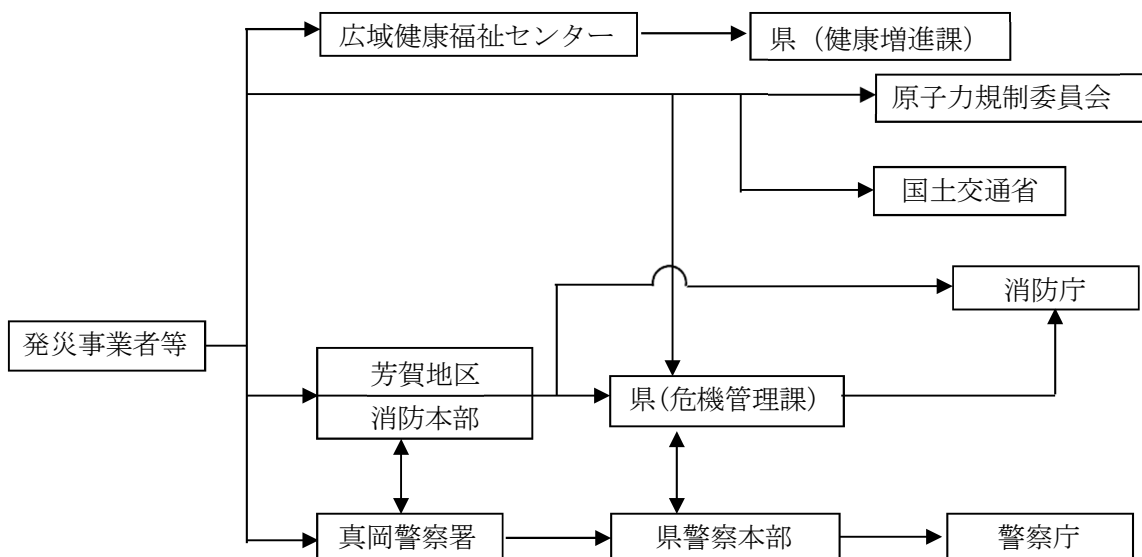 広域健康福祉センター
県（健康増進課）
原子力規制委員会
国土交通省
消防庁
発災事業者等
芳賀地区
消防本部
県(危機管理課)
真岡警察署
県警察本部
警察庁